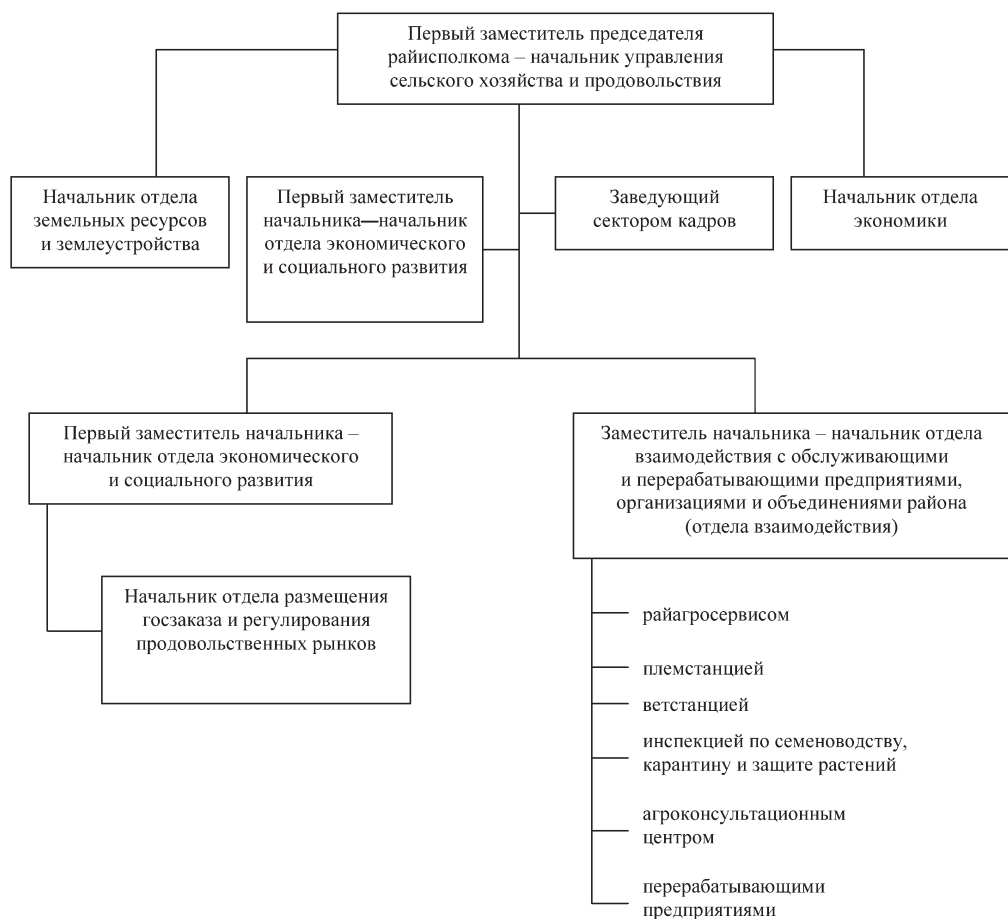 Первый заместитель председателя
райисполкома – начальник управления
сельского хозяйства и продовольствия
Начальник отдела
земельных ресурсов
и землеустройства
Первый заместитель
начальника—начальник
отдела экономического
и социального развития
Заведующий
сектором кадров
Начальник отдела
экономики
Первый заместитель начальника –
начальник отдела экономического
и социального развития
Начальник отдела размещения
госзаказа и регулирования
продовольственных рынков
Заместитель начальника – начальник отдела
взаимодействия с обслуживающими
и перерабатывающими предприятиями,
организациями и объединениями района
(отдела взаимодействия)
райагросервисом
племстанцией
ветстанцией
инспекцией по семеноводству,
карантину и защите растений
агроконсультационным
центром
перерабатывающими
предприятиями